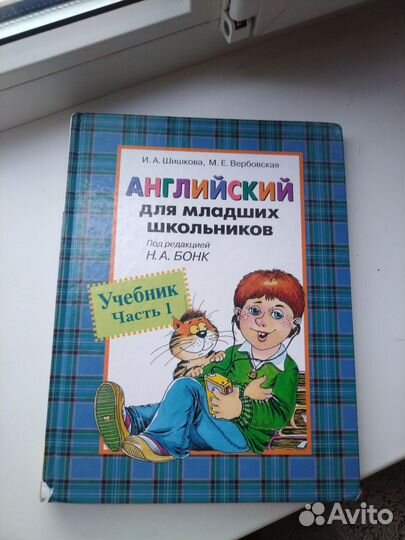 И. А. Шишкова, М. Е. Вербовская
АНГЛИЙСКИЙ
для младших
школьников
Под редакцией
Н. А. БОНК
Учебник
Часть 1
Avito